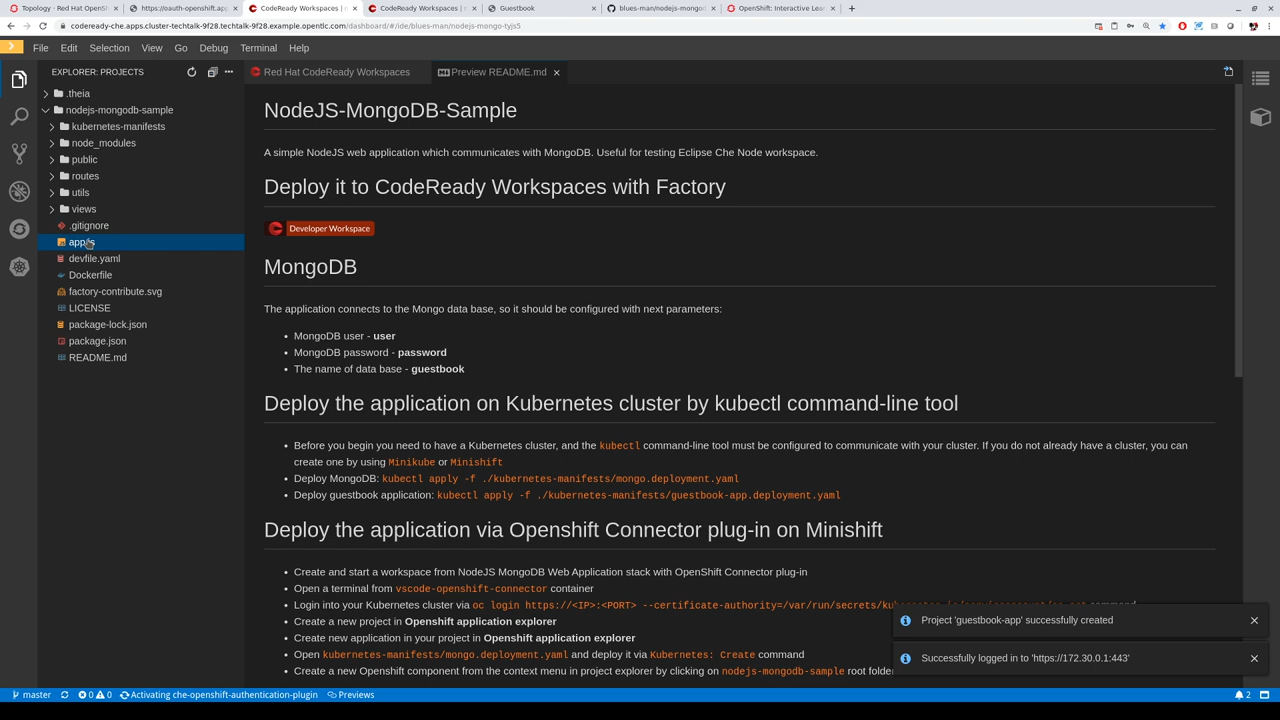 Topology · Red Hat OpenSh
https://oauth-openshift.app
CodeReady Workspaces | n
CodeReady Workspaces | s
Guestbook
blues-man/nodejs-mongo
OpenShift: Interactive Lea
codeready-che.apps.cluster-techtalk-9f28.techtalk-9f28.example.opentlc.com/dashboard/#/ide/blues-man/nodejs-mongo-tyjs5
File Edit Selection View Go Debug Terminal Help
EXPLORER: PROJECTS
Red Hat CodeReady Workspaces
Preview README.md
.theia
nodejs-mongodb-sample
kubernetes-manifests
node_modules
public
routes
utils
views
.gitignore
devfile.yaml
Dockerfile
factory-contribute.svg
LICENSE
package-lock.json
package.json
README.md
NodeJS-MongoDB-Sample
A simple NodeJS web application which communicates with MongoDB. Useful for testing Eclipse Che Node workspace.
Deploy it to CodeReady Workspaces with Factory
Developer Workspace
MongoDB
The application connects to the Mongo data base, so it should be configured with next parameters:
• MongoDB user - user
• MongoDB password - password
• The name of data base - guestbook
Deploy the application on Kubernetes cluster by kubectl command-line tool
• Before you begin you need to have a Kubernetes cluster, and the kubectl command-line tool must be configured to communicate with your cluster. If you do not already have a cluster, you can
create one by using Minikube or Minishift
• Deploy MongoDB: kubectl apply -f ./kubernetes-manifests/mongo.deployment.yaml
• Deploy guestbook application: kubectl apply -f ./kubernetes-manifests/guestbook-app.deployment.yaml
Deploy the application via Openshift Connector plug-in on Minishift
• Create and start a workspace from NodeJS MongoDB Web Application stack with OpenShift Connector plug-in
• Open a terminal from vscode-openshift-connector container
• Login into your Kubernetes cluster via oc login https://<IP>:<PORT> --certificate-authority=/var/run/secrets/
• Create a new project in Openshift application explorer
• Create new application in your project in Openshift application explorer
• Open kubernetes-manifests/mongo.deployment.yaml and deploy it via Kubernetes: Create command
• Create a new Openshift component from the context menu in project explorer by clicking on nodejs-mongodb-sample root folder
Project 'guestbook-app' successfully created
Successfully logged in to 'https://172.30.0.1:443'
master
0 0
Activating che-openshift-authentication-plugin
Previews
2